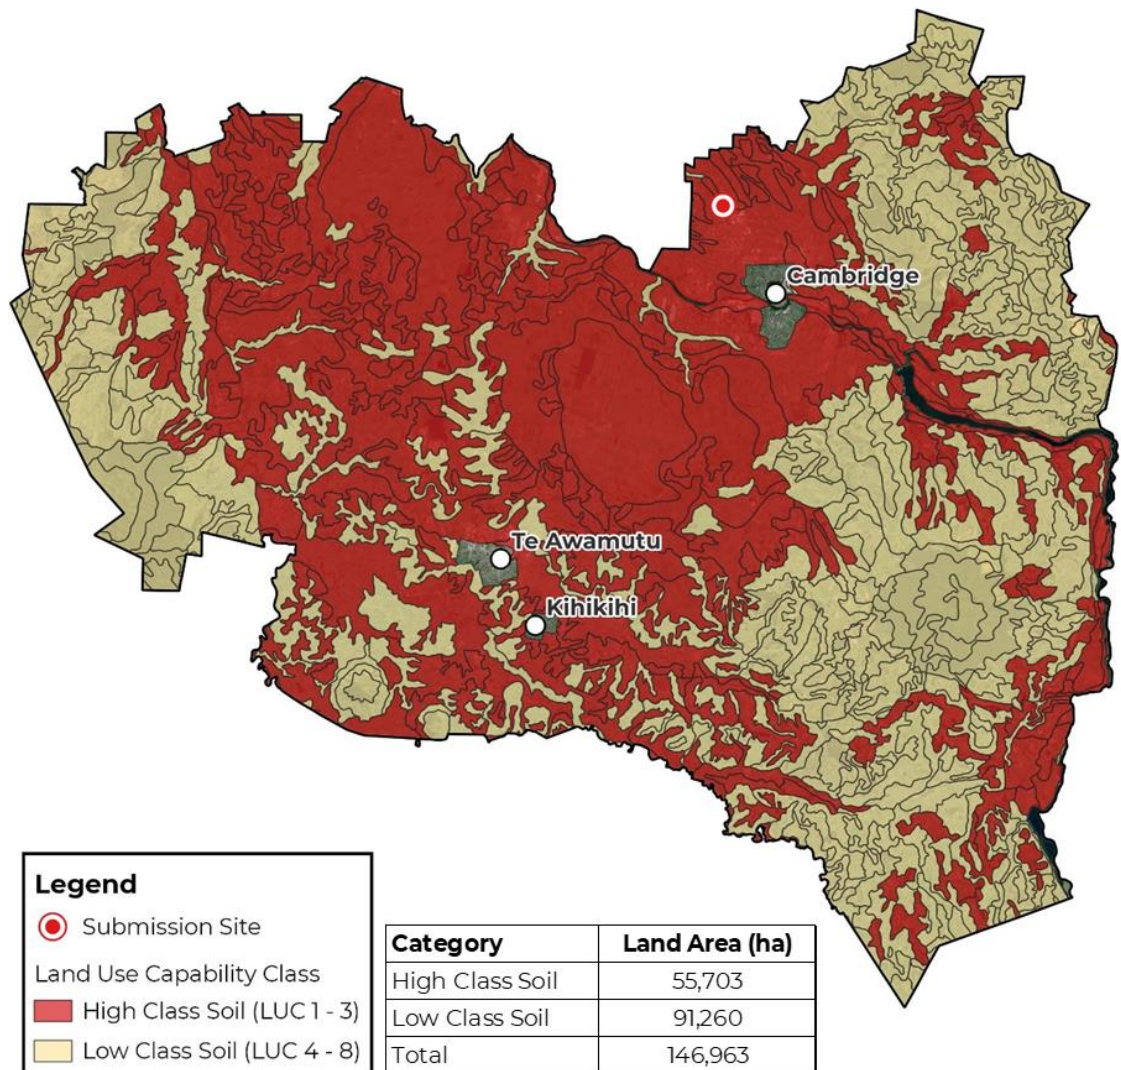 Cambridge
Te Awamutu
Kihikihi
Legend
Submission Site
Land Use Capability Class
High Class Soil (LUC 1 - 3)
Low Class Soil (LUC 4 - 8)
Category Land Area (ha)
High Class Soil 55,703
Low Class Soil 91,260
Total 146,963